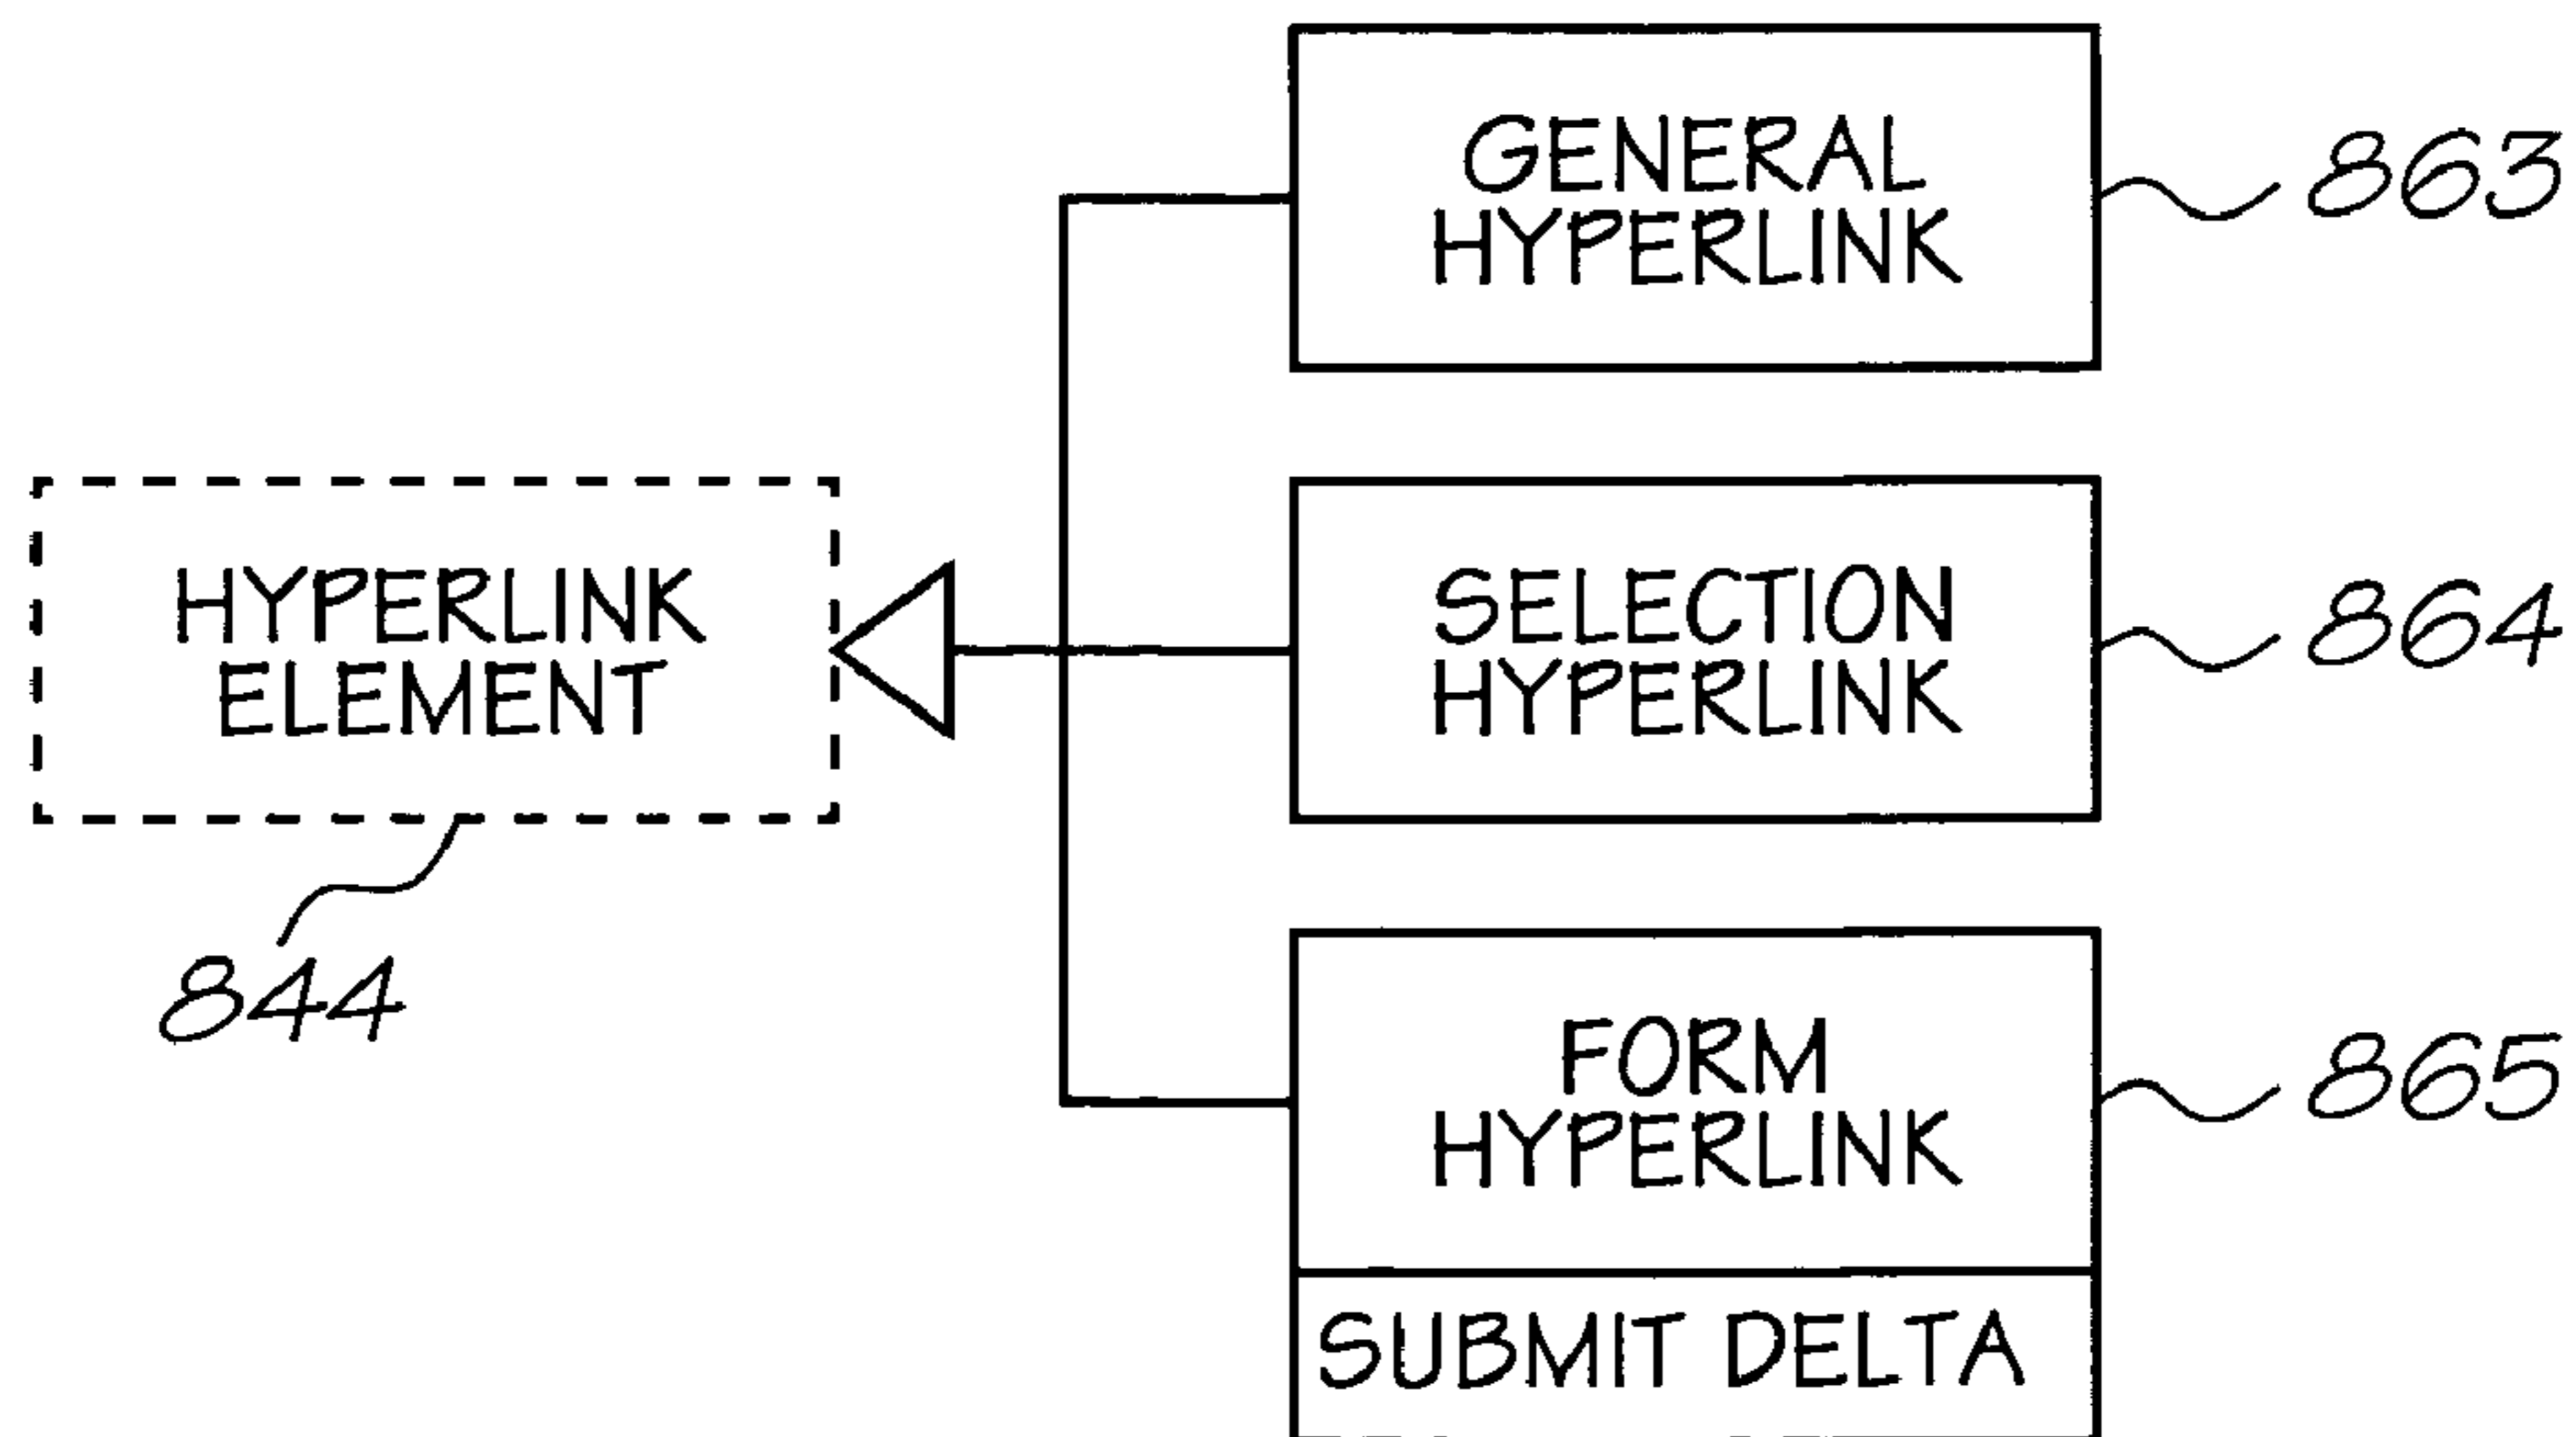 GENERAL
HYPERLINK
863
HYPERLINK
ELEMENT
844
SELECTION
HYPERLINK
864
FORM
HYPERLINK
865
SUBMIT DELTA